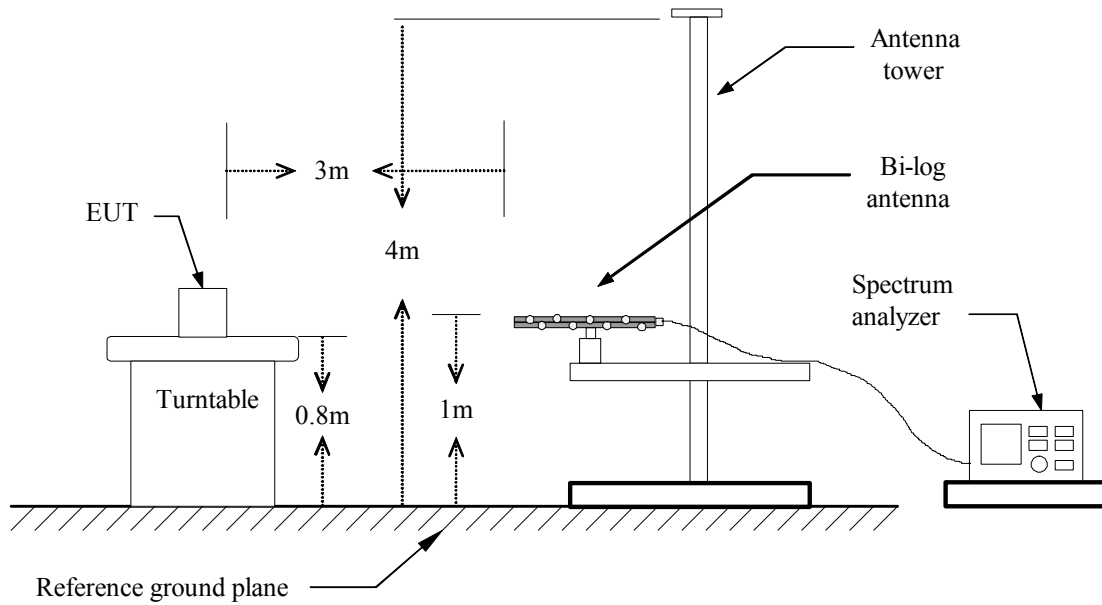 Antenna
tower
3m
Bi-log
antenna
EUT
4m
Spectrum
analyzer
Turntable
0.8m
1m
Reference ground plane